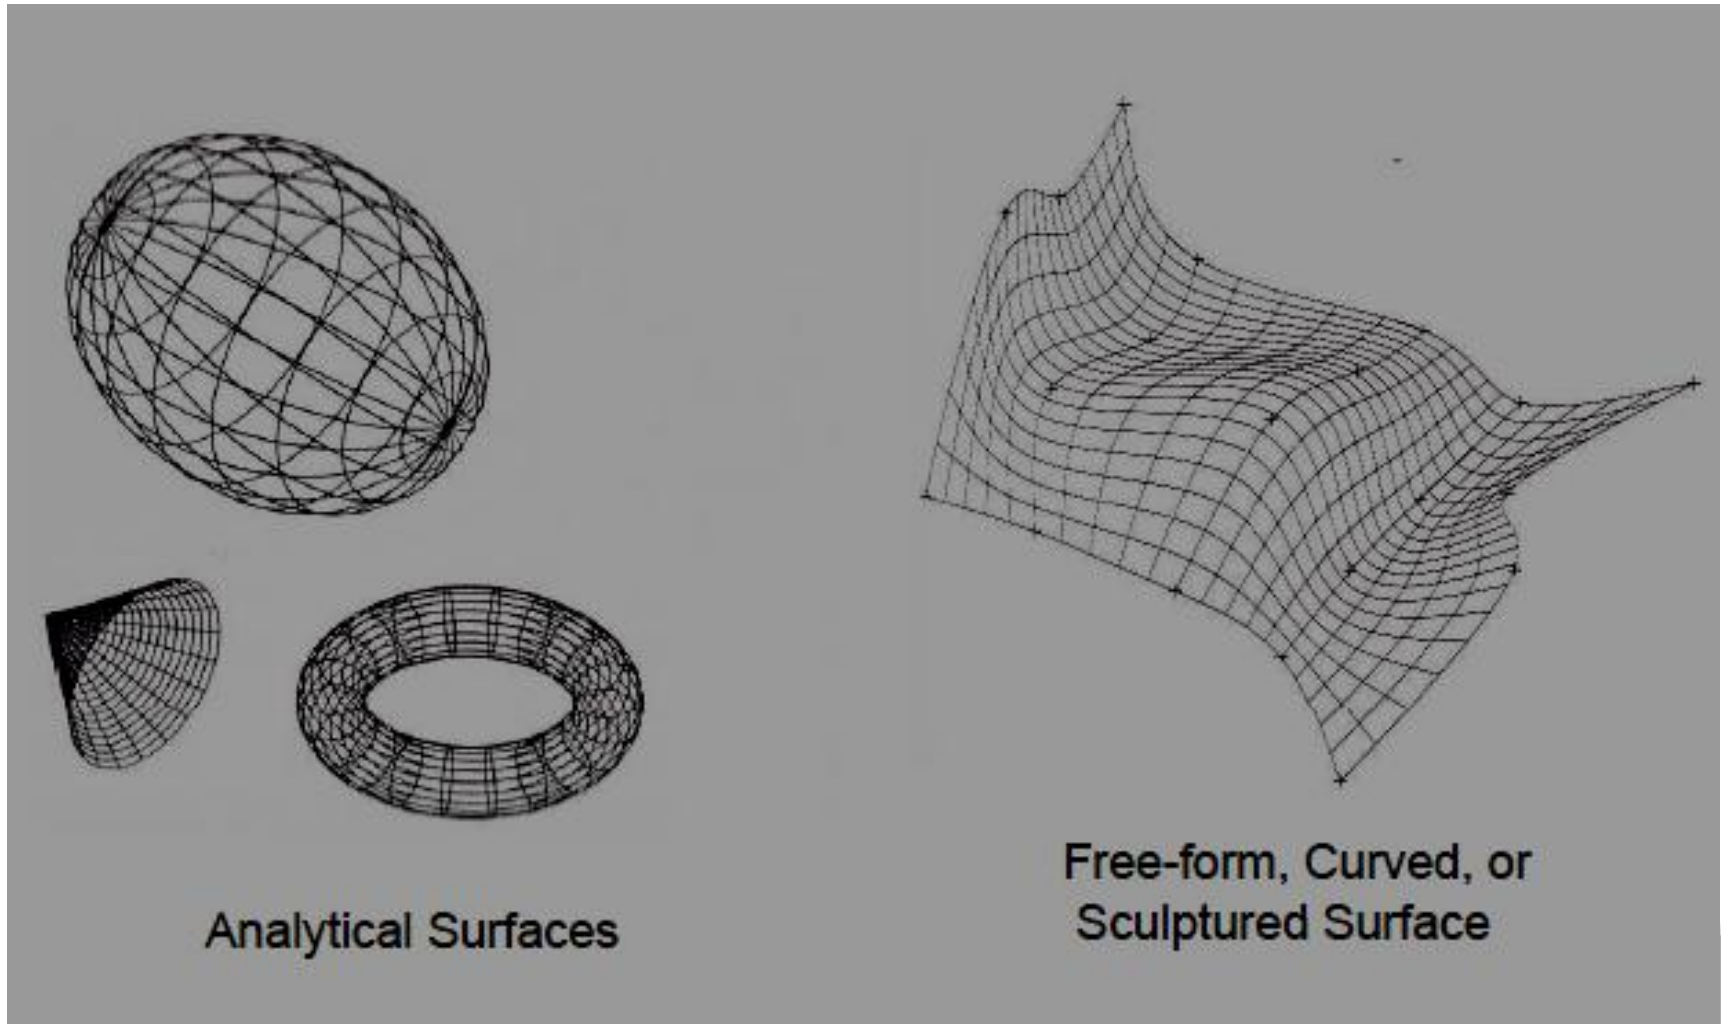 Analytical Surfaces
Free-form, Curved, or
Sculptured Surface